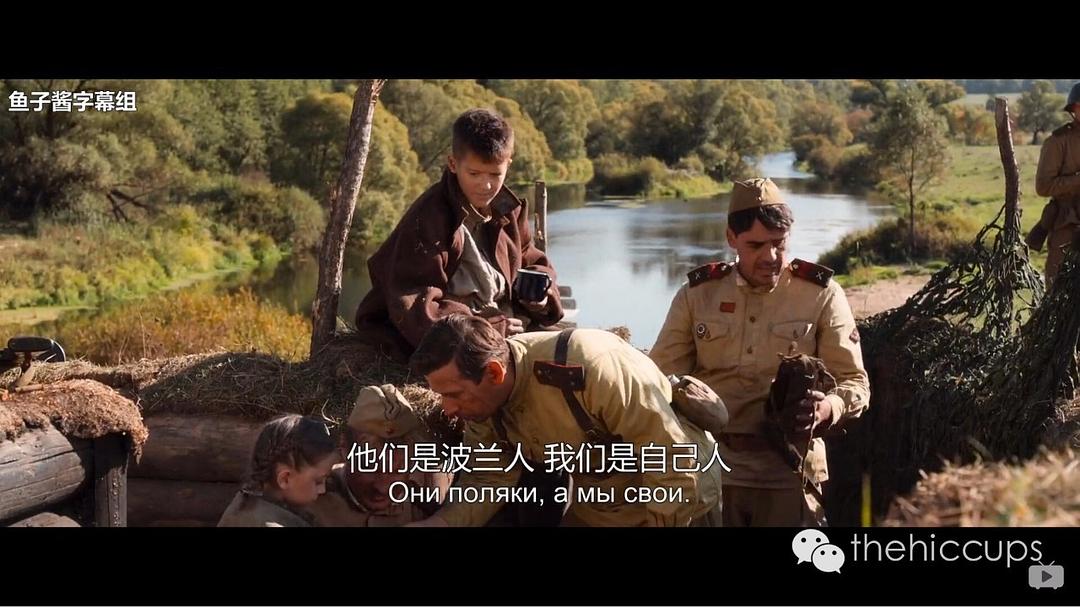 鱼子酱字幕组
他们是波兰人 我们是自己人
Они поляки, а мы свои.
thehiccups